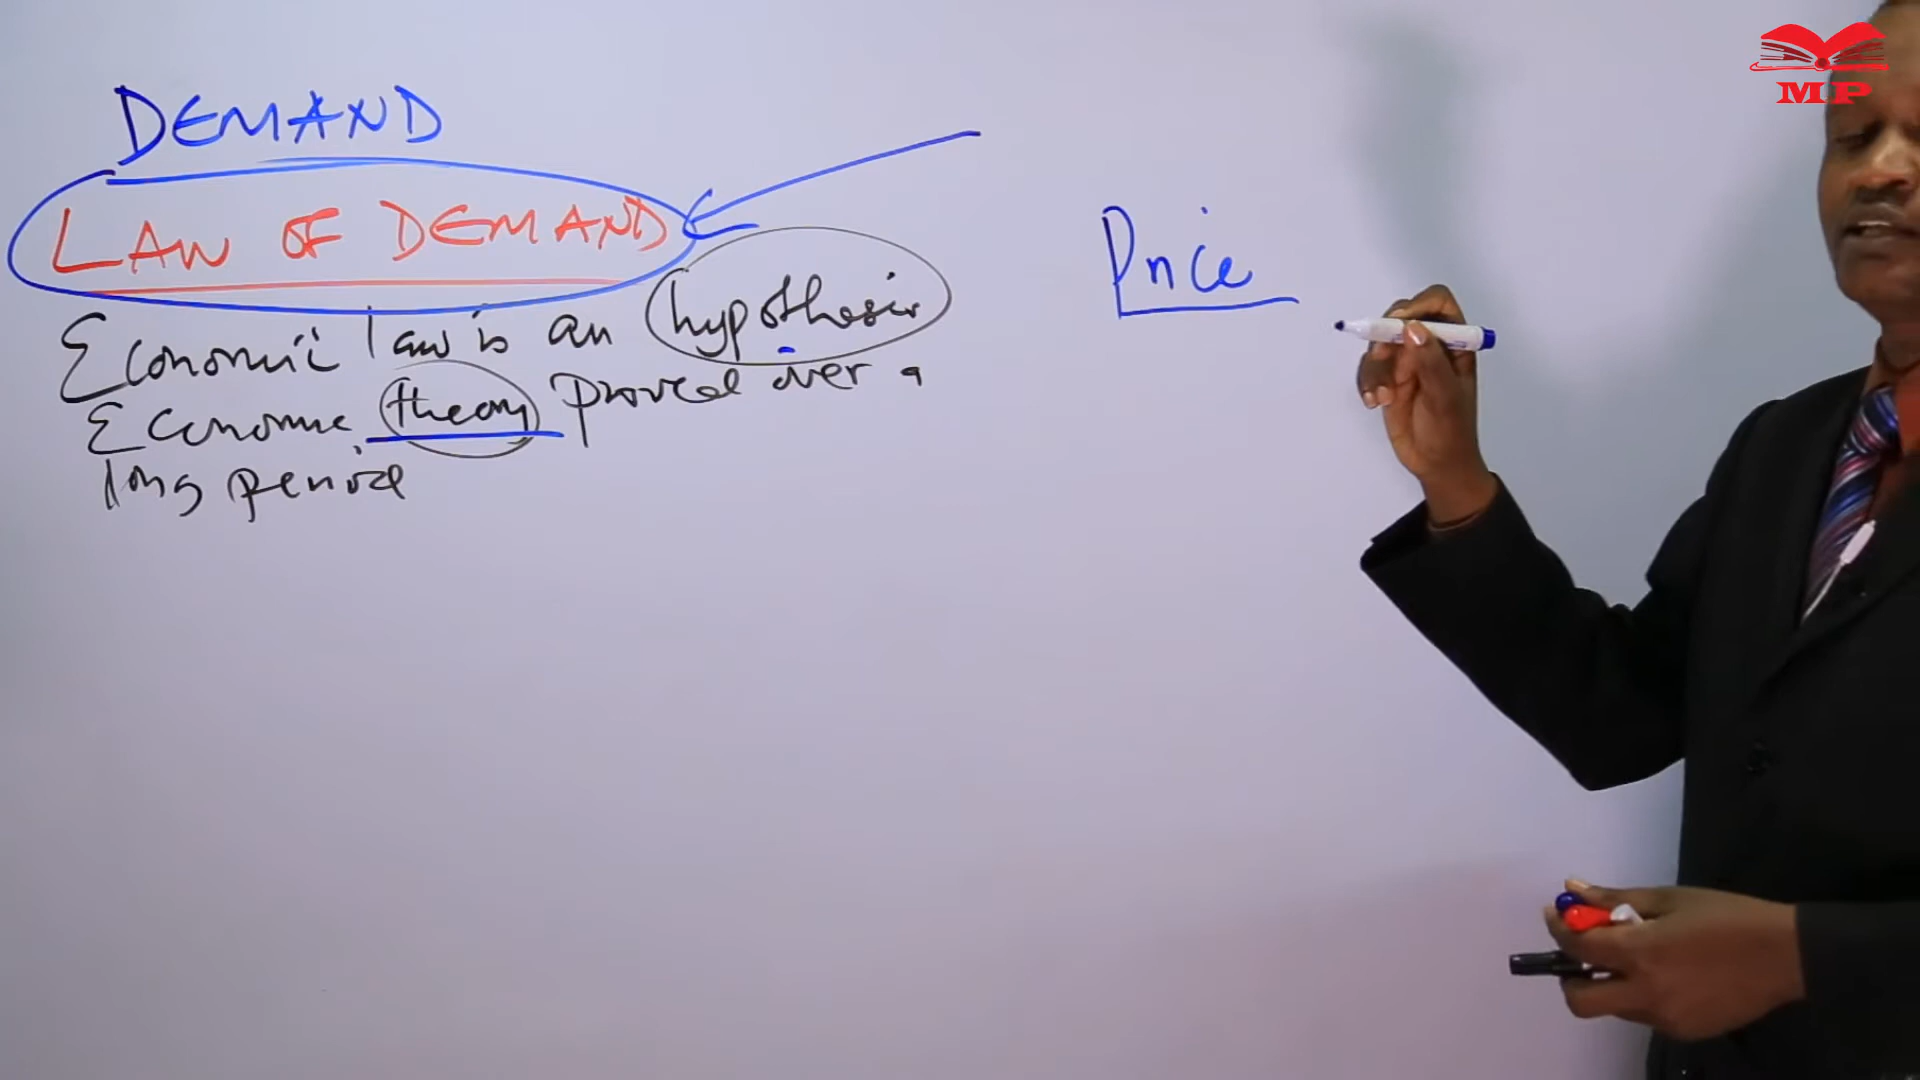 DEMAND
LAW OF DEMAND
Economic law is an hypothesis
Economic theory proved over a
long period
Price
MP